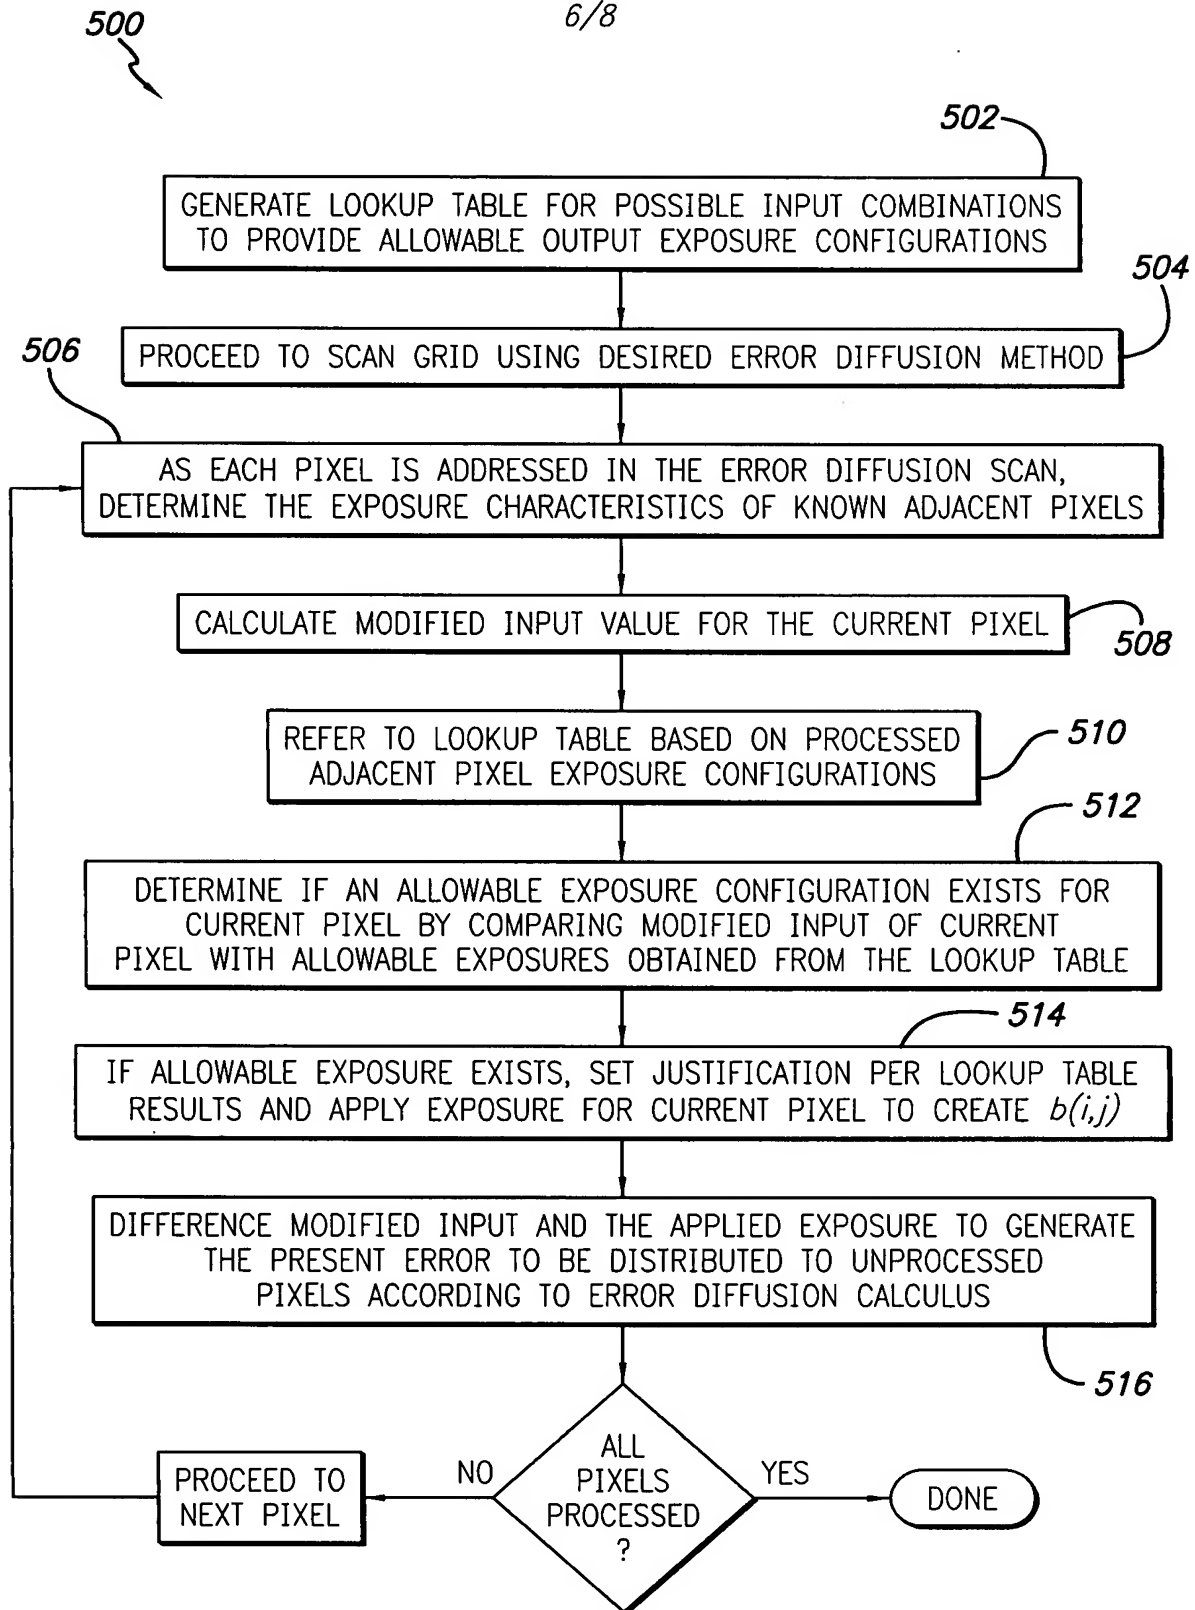 6/8
500
502
GENERATE LOOKUP TABLE FOR POSSIBLE INPUT COMBINATIONS
TO PROVIDE ALLOWABLE OUTPUT EXPOSURE CONFIGURATIONS
504
PROCEED TO SCAN GRID USING DESIRED ERROR DIFFUSION METHOD
506
AS EACH PIXEL IS ADDRESSED IN THE ERROR DIFFUSION SCAN,
DETERMINE THE EXPOSURE CHARACTERISTICS OF KNOWN ADJACENT PIXELS
CALCULATE MODIFIED INPUT VALUE FOR THE CURRENT PIXEL
508
REFER TO LOOKUP TABLE BASED ON PROCESSED
ADJACENT PIXEL EXPOSURE CONFIGURATIONS
510
512
DETERMINE IF AN ALLOWABLE EXPOSURE CONFIGURATION EXISTS FOR
CURRENT PIXEL BY COMPARING MODIFIED INPUT OF CURRENT
PIXEL WITH ALLOWABLE EXPOSURES OBTAINED FROM THE LOOKUP TABLE
514
IF ALLOWABLE EXPOSURE EXISTS, SET JUSTIFICATION PER LOOKUP TABLE
RESULTS AND APPLY EXPOSURE FOR CURRENT PIXEL TO CREATE b(i,j)
DIFFERENCE MODIFIED INPUT AND THE APPLIED EXPOSURE TO GENERATE
THE PRESENT ERROR TO BE DISTRIBUTED TO UNPROCESSED
PIXELS ACCORDING TO ERROR DIFFUSION CALCULUS
516
ALL
PIXELS
PROCESSED
?
NO
YES
PROCEED TO
NEXT PIXEL
DONE